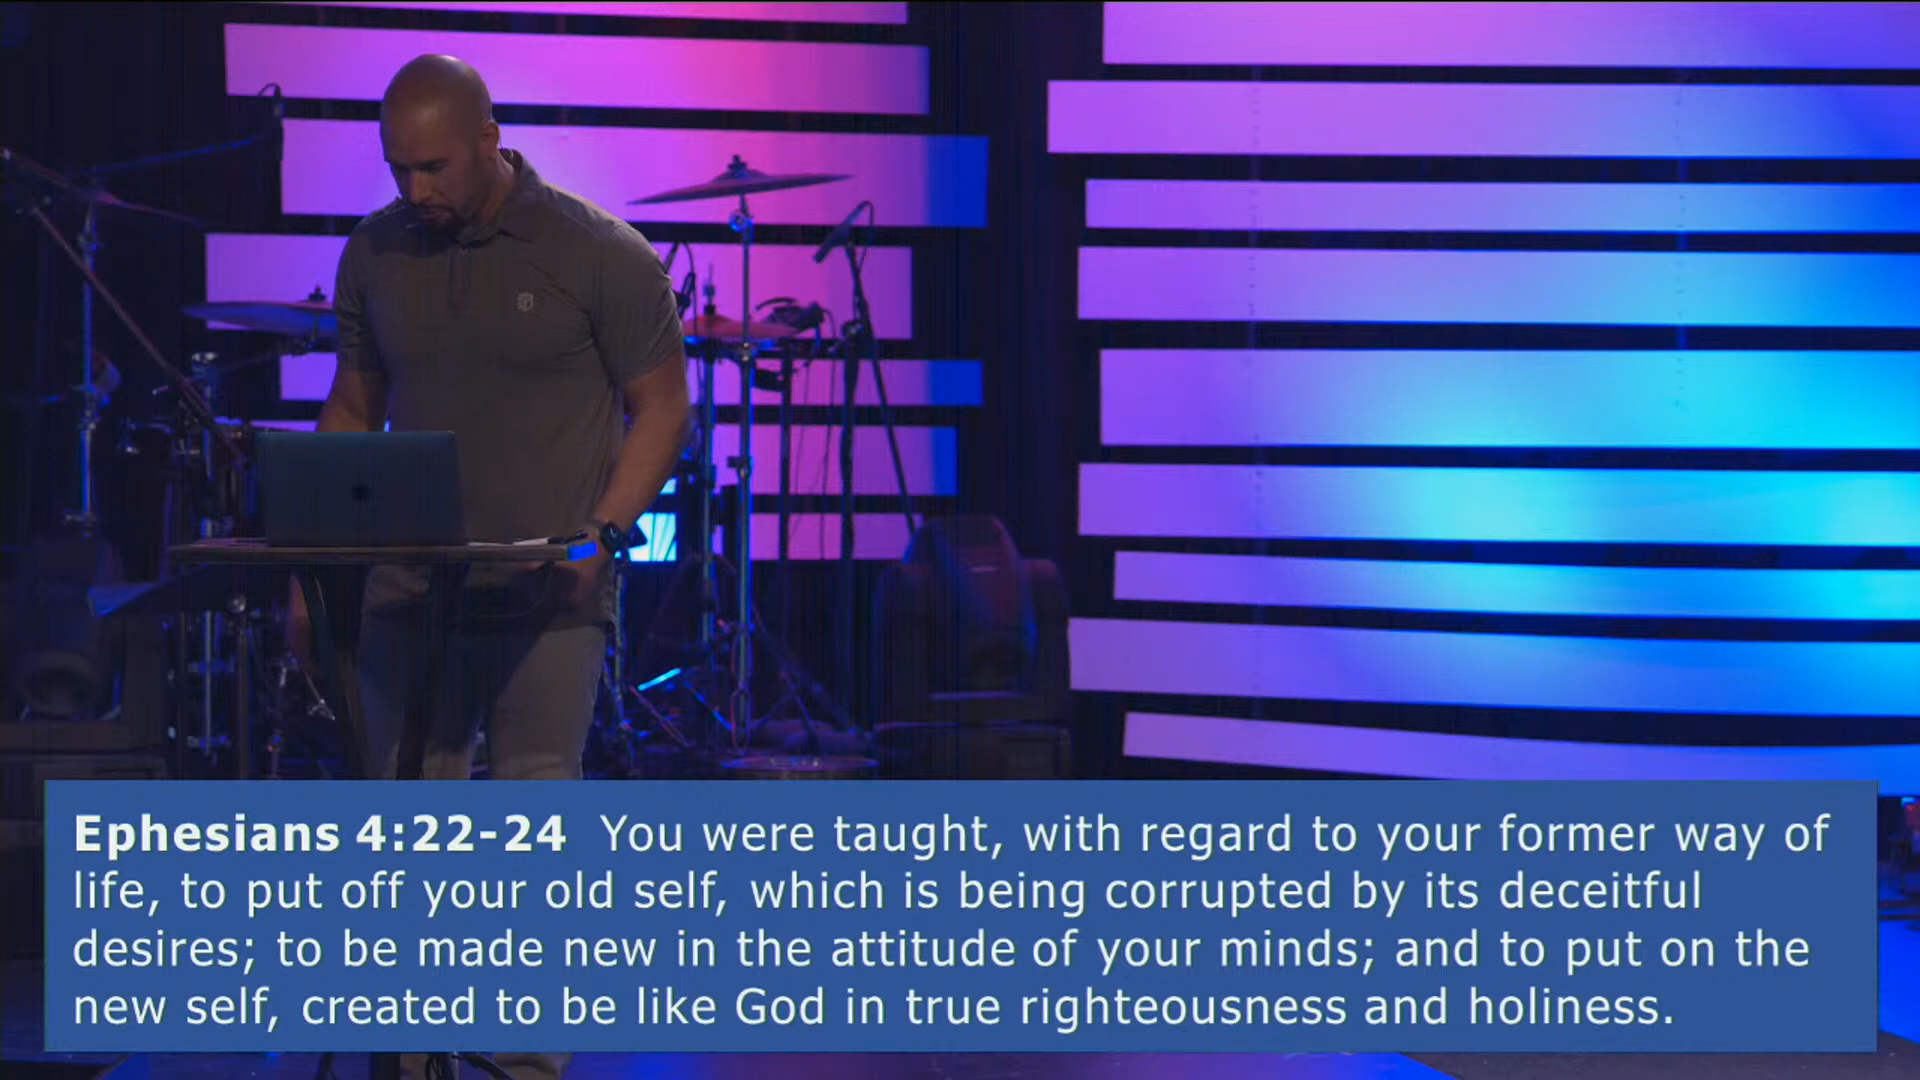 Ephesians 4:22-24 You were taught, with regard to your former way of
life, to put off your old self, which is being corrupted by its deceitful
desires; to be made new in the attitude of your minds; and to put on the
new self, created to be like God in true righteousness and holiness.